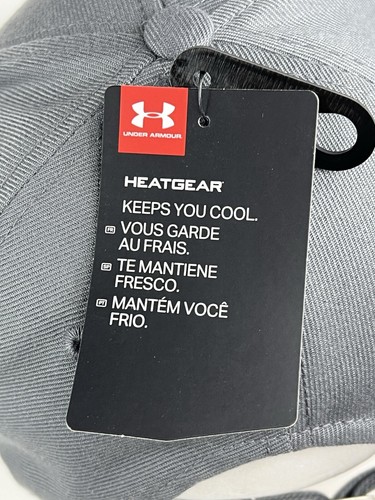 UNDER ARMOUR
HEATGEAR
KEEPS YOU COOL.
FR VOUS GARDE
AU FRAIS.
SP TE MANTIENE
FRESCO.
PT MANTÉM VOCÊ
FRIO.